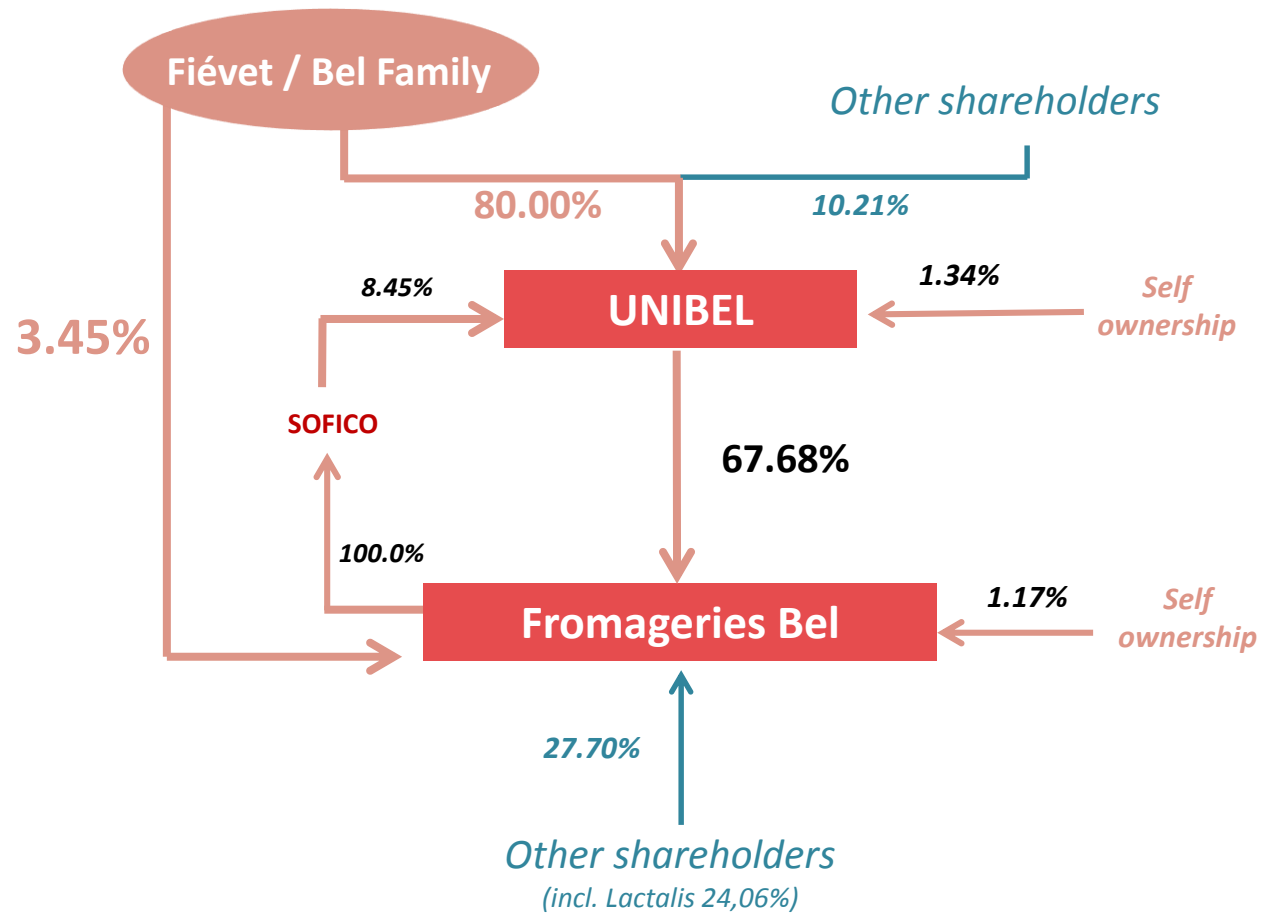 Fiévet / Bel Family
Other shareholders
80.00%
10.21%
8.45%
1.34%
UNIBEL
Self
ownership
3.45%
SOFICO
67.68%
100.0%
Fromageries Bel
1.17%
Self
ownership
27.70%
Other shareholders
(incl. Lactalis 24,06%)